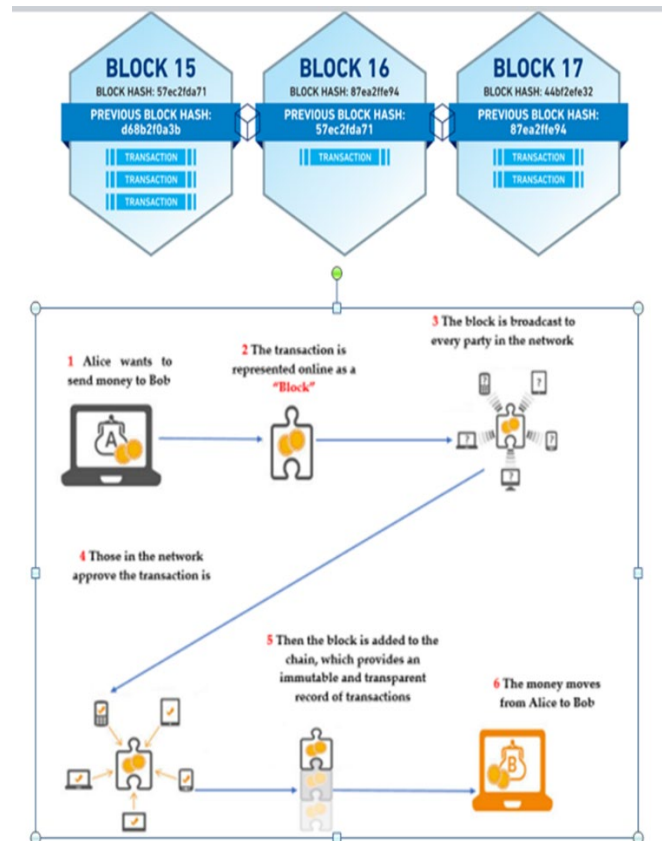 BLOCK 15
BLOCK HASH: 57ec2fda71
PREVIOUS BLOCK HASH:
d68b2f0a3b
TRANSACTION
TRANSACTION
TRANSACTION
BLOCK 16
BLOCK HASH: 87ea2ffe94
PREVIOUS BLOCK HASH:
57ec2fda71
TRANSACTION
BLOCK 17
BLOCK HASH: 44bf2efe32
PREVIOUS BLOCK HASH:
87ea2ffe94
TRANSACTION
TRANSACTION
1 Alice wants to
send money to Bob
A
2 The transaction is
represented online as a
“Block”
3 The block is broadcast to
every party in the network
?
?
?
?
?
4 Those in the network
approve the transaction is
5 Then the block is added to the
chain, which provides an
immutable and transparent
record of transactions
6 The money moves
from Alice to Bob
B